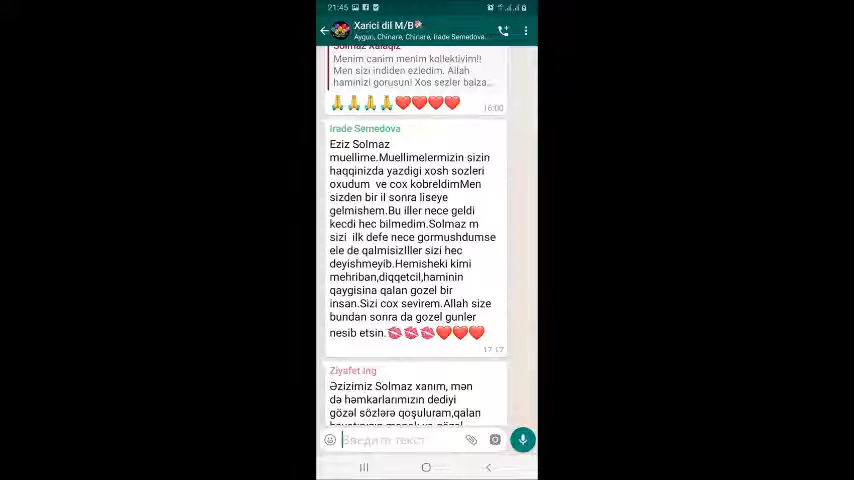 21:45
Xarici dil M/B
Aygun, Chinare, Chinare, Irade Semedova...
Solmaz Xalaqiz
Menim canim menim kollektivim!!
Men sizi indiden ezledim. Allah
haminizi gorusun! Xos sezler baiza...
16:00
Irade Semedova
Eziz Solmaz
muellime.Muellimelermizin sizin
haqqinizda yazdigi xosh sozleri
oxudum ve cox kobreldimMen
sizden bir il sonra liseye
gelmishem.Bu iller nece geldi
kecdi hec bilmedim.Solmaz m
sizi ilk defe nece gormushdumse
ele de qalmisizIller sizi hec
deyishmeyib.Hemisheki kimi
mehriban,diqqetcil,haminin
qaygisina qalan gozel bir
insan.Sizi cox sevirem.Allah size
bundan sonra da gozel gunler
nesib etsin.💋💋💋❤️❤️❤️
17:17
Ziyafet ing
Əzizimiz Solmaz xanım, mən
də həmkarlarımızın dediyi
gözəl sözlərə qoşuluram,qalan
Введите текст